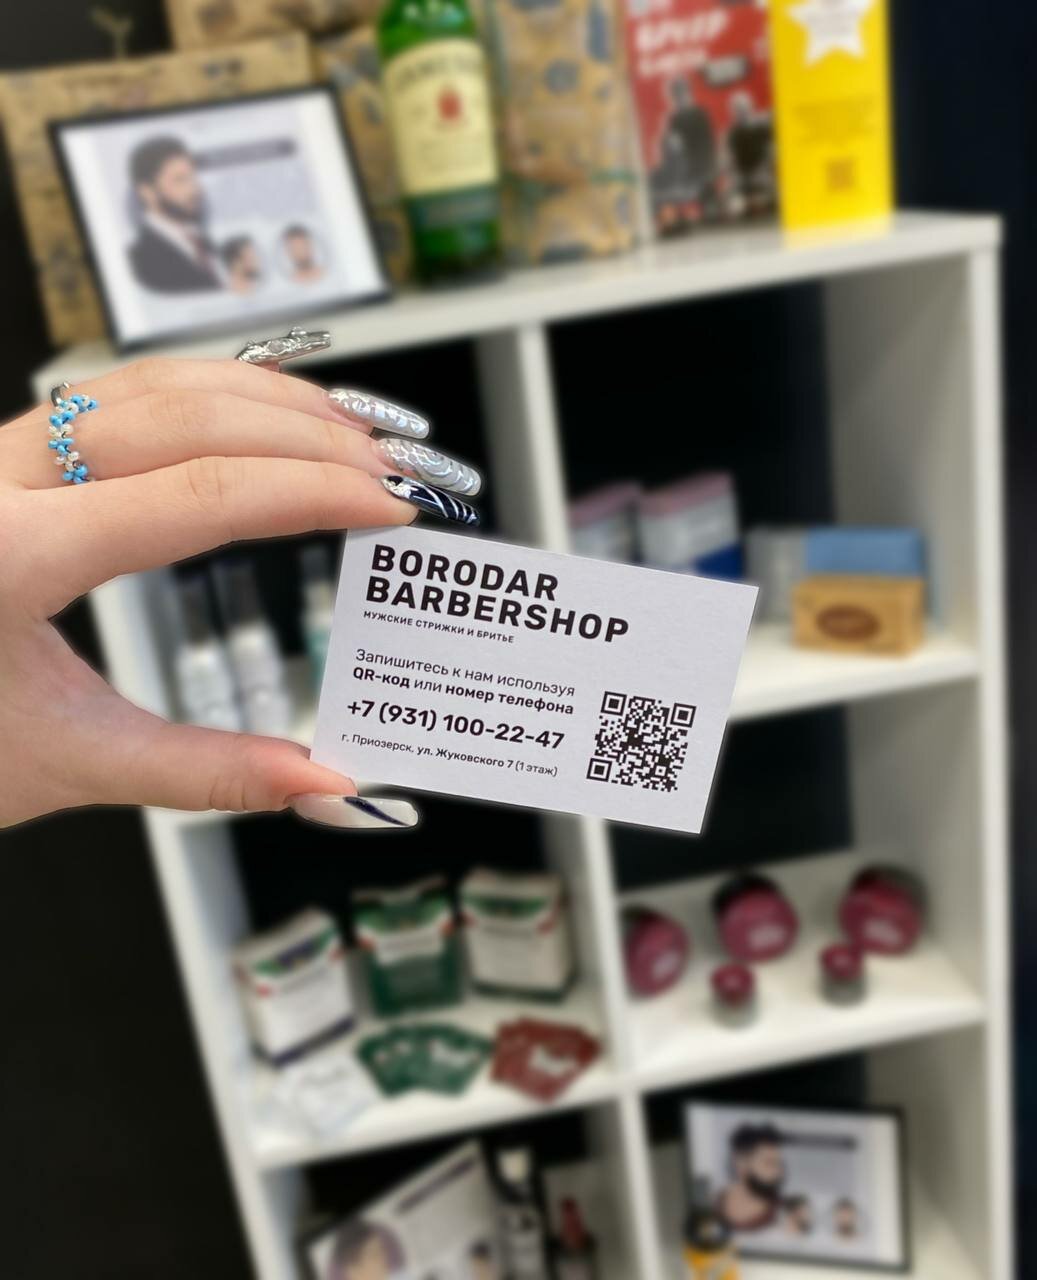 BORODAR
BARBERSHOP
МУЖСКИЕ СТРИЖКИ И БРИТЬЕ
Запишитесь к нам используя
QR-код или номер телефона
+7 (931) 100-22-47
г. Приозерск, ул. Жуковского 7 (1 этаж)